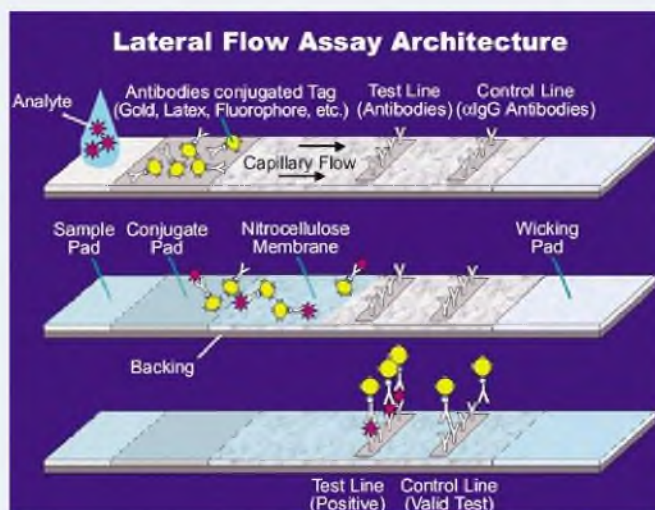 Lateral Flow Assay Architecture
Analyte
Antibodies conjugated Tag
(Gold, Latex, Fluorophore, etc.)
Test Line
(Antibodies)
Control Line
(αIgG Antibodies)
Capillary Flow
Sample
Pad
Conjugate
Pad
Nitrocellulose
Membrane
Wicking
Pad
Backing
Test Line
(Positive)
Control Line
(Valid Test)